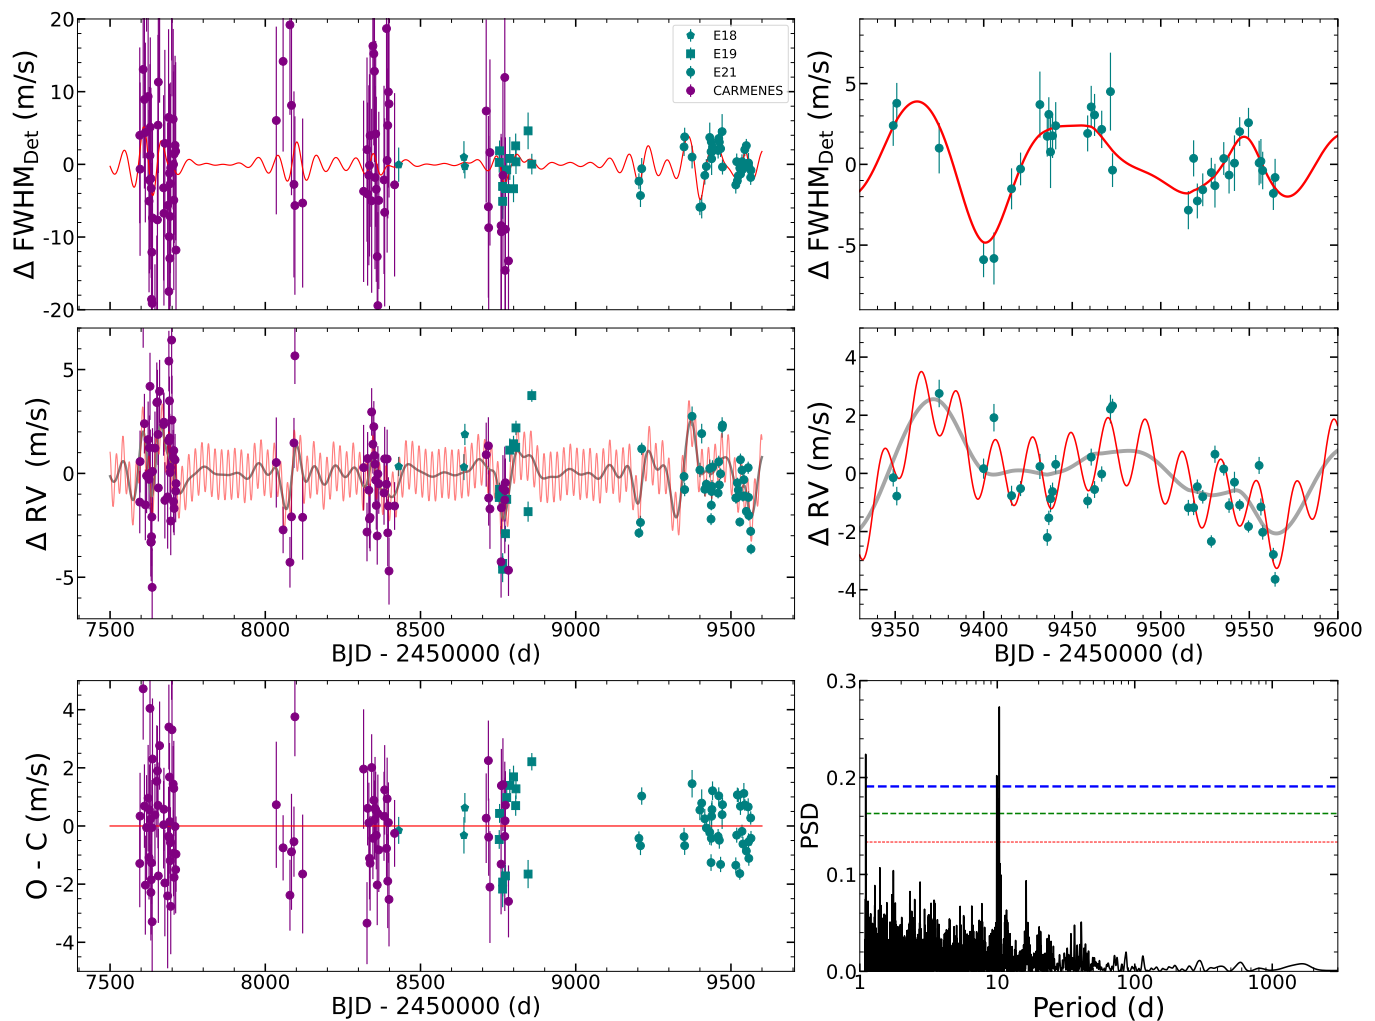 Δ FWHM_Det (m/s)
20
10
0
-10
-20
E18
E19
E21
CARMENES
Δ FWHM_Det (m/s)
5
0
-5
Δ RV (m/s)
5
0
-5
7500 8000 8500 9000 9500
BJD - 2450000 (d)
Δ RV (m/s)
4
2
0
-2
-4
9350 9400 9450 9500 9550 9600
BJD - 2450000 (d)
O - C (m/s)
4
2
0
-2
-4
7500 8000 8500 9000 9500
BJD - 2450000 (d)
PSD
0.3
0.2
0.1
0.0
1 10 100 1000
Period (d)